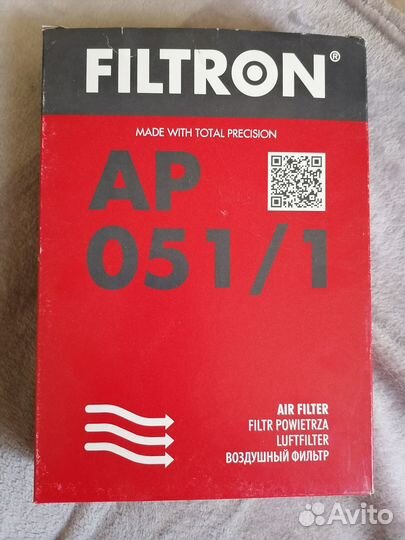 FILTRON®
MADE WITH TOTAL PRECISION
AP
051/1
AIR FILTER
FILTR POWIETRZA
LUFTFILTER
ВОЗДУШНЫЙ ФИЛЬТР
Avito